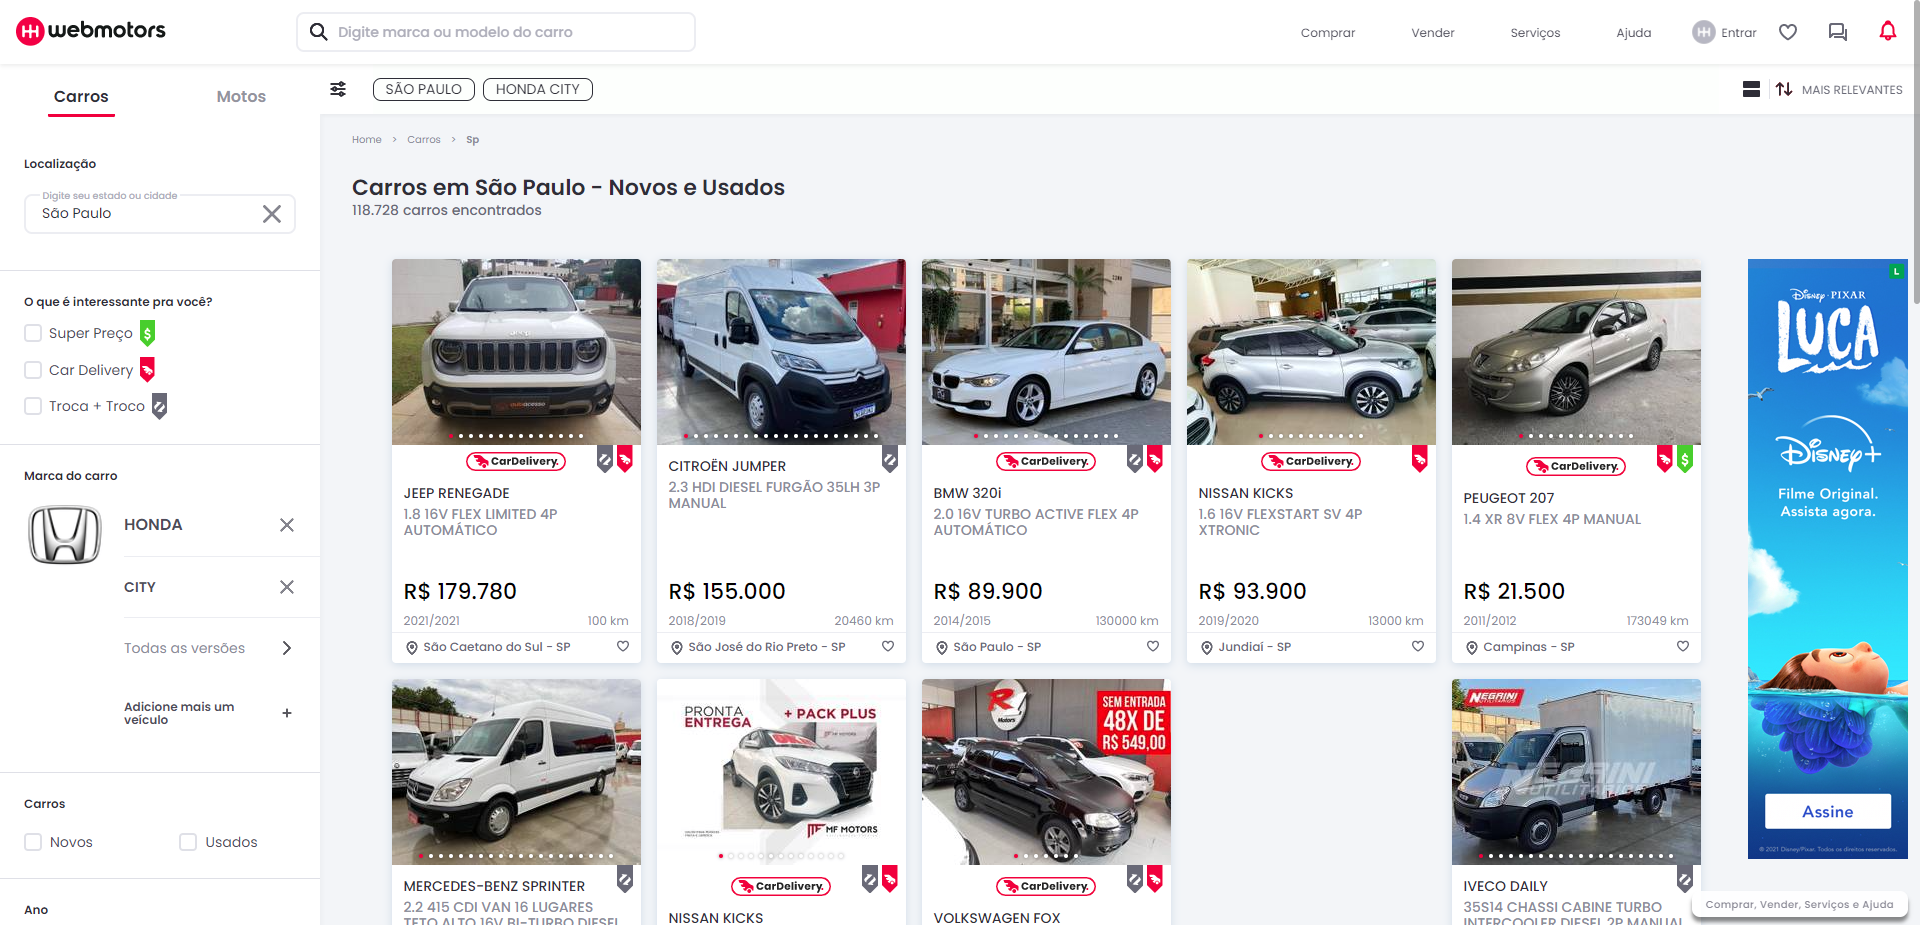 webmotors
Digite marca ou modelo do carro
Comprar
Vender
Serviços
Ajuda
Entrar
Carros
Motos
SÃO PAULO
HONDA CITY
MAIS RELEVANTES
Localização
Digite seu estado ou cidade
São Paulo
O que é interessante pra você?
Super Preço
Car Delivery
Troca + Troco
Marca do carro
HONDA
CITY
Todas as versões
Adicione mais um
veículo
Carros
Novos
Usados
Ano
Home > Carros > Sp
Carros em São Paulo - Novos e Usados
118.728 carros encontrados
CarDelivery.
JEEP RENEGADE
1.8 16V FLEX LIMITED 4P
AUTOMÁTICO
R$ 179.780
2021/2021
100 km
São Caetano do Sul - SP
CITROËN JUMPER
2.3 HDI DIESEL FURGÃO 35LH 3P
MANUAL
R$ 155.000
2018/2019
20460 km
São José do Rio Preto - SP
CarDelivery.
BMW 320i
2.0 16V TURBO ACTIVE FLEX 4P
AUTOMÁTICO
R$ 89.900
2014/2015
130000 km
São Paulo - SP
CarDelivery.
NISSAN KICKS
1.6 16V FLEXSTART SV 4P
XTRONIC
R$ 93.900
2019/2020
13000 km
Jundiaí - SP
CarDelivery.
PEUGEOT 207
1.4 XR 8V FLEX 4P MANUAL
R$ 21.500
2011/2012
173049 km
Campinas - SP
MERCEDES-BENZ SPRINTER
2.2 415 CDI VAN 16 LUGARES
TETO ALTO 16V BI-TURBO DIESEL
PRONTA
ENTREGA
+ PACK PLUS
MF MOTORS
CarDelivery.
NISSAN KICKS
R
Motors
SEM ENTRADA
48X DE
R$ 549,00
CarDelivery.
VOLKSWAGEN FOX
NEGRINI
UTILITÁRIOS
NEGRINI
UTILITÁRIOS
IVECO DAILY
35S14 CHASSI CABINE TURBO
INTERCOOLER DIESEL 2P MANUAL
L
Disney · PIXAR
LUCA
Disney+
Filme Original.
Assista agora.
Assine
© 2021 Disney/Pixar. Todos os direitos reservados.
Comprar, Vender, Serviços e Ajuda